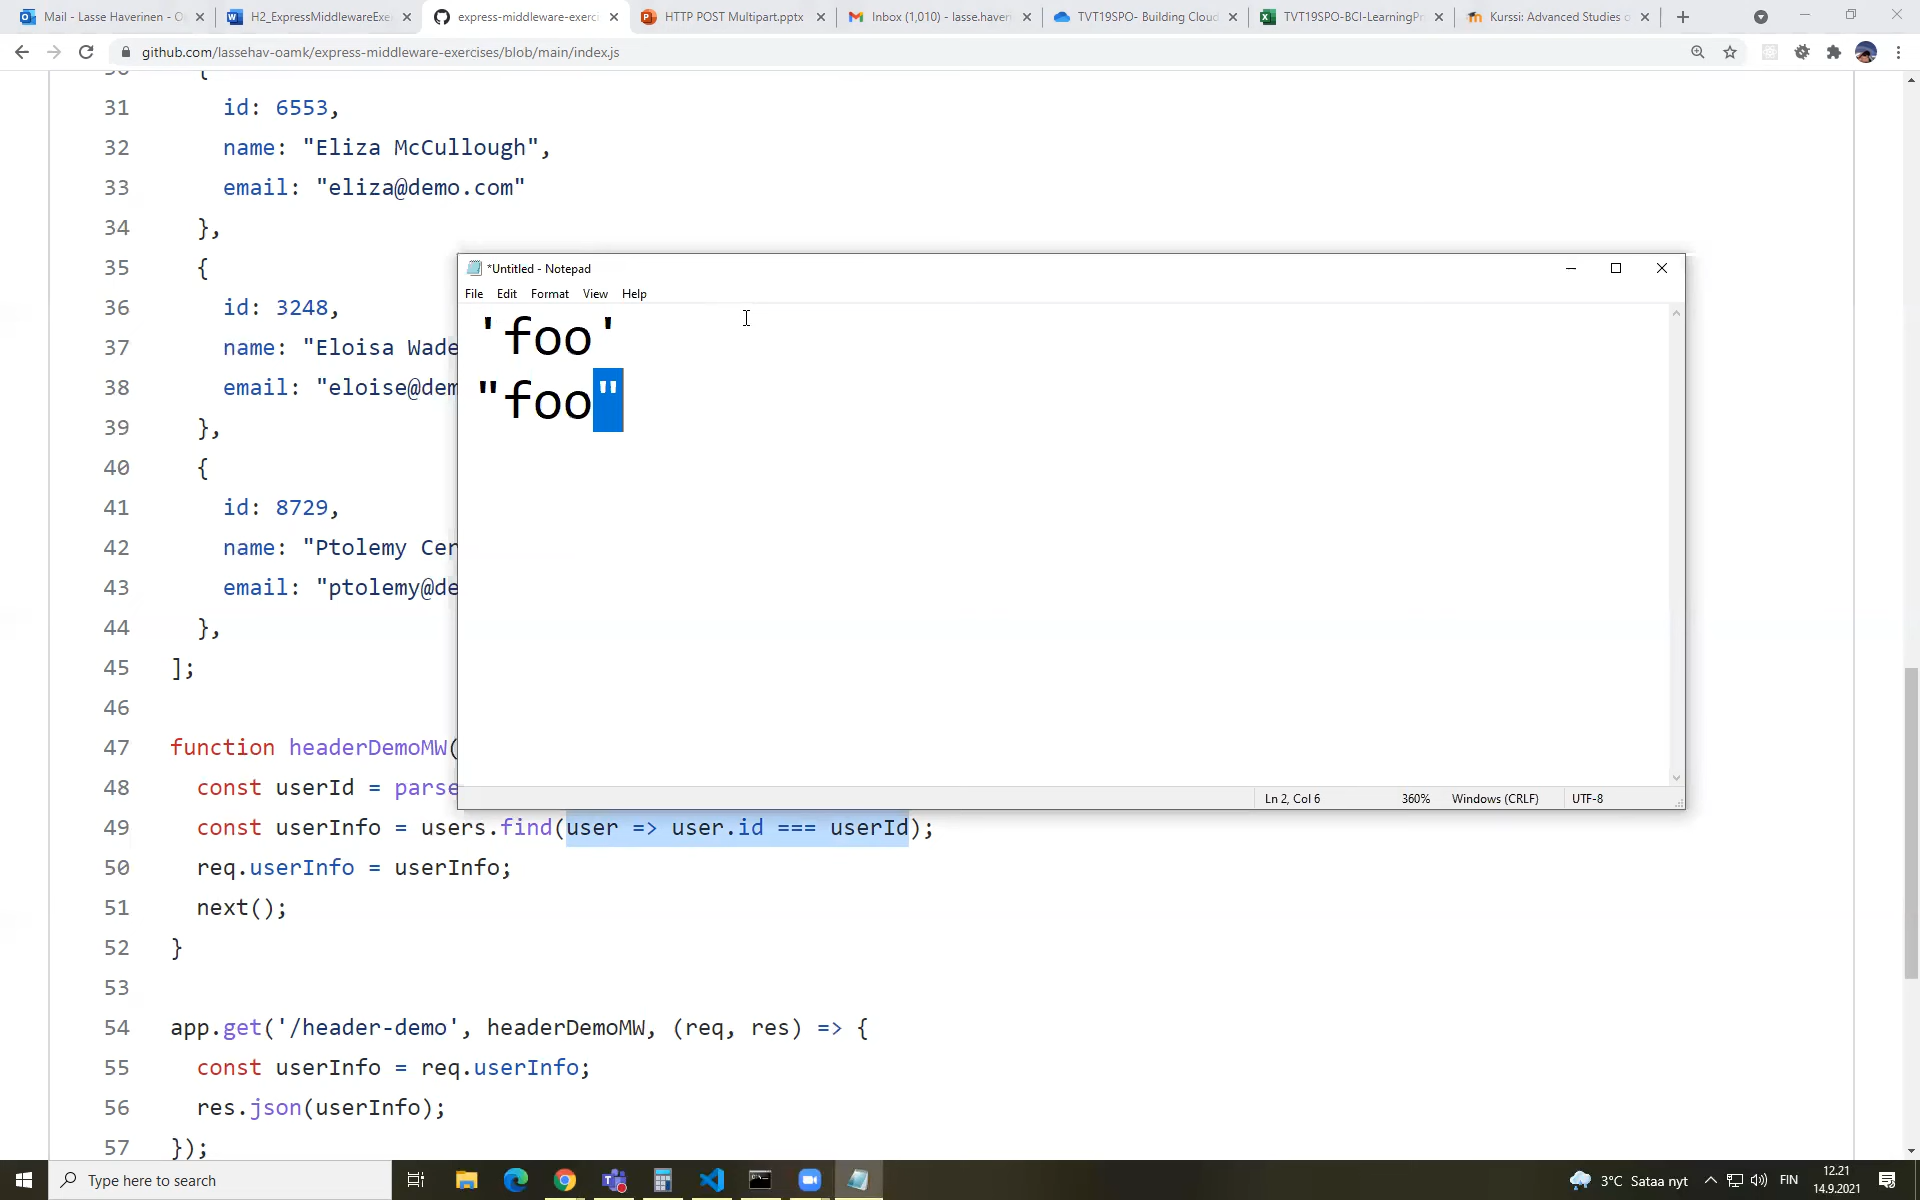 Mail - Lasse Haverinen - O
H2_ExpressMiddlewareExe
express-middleware-exerci
HTTP POST Multipart.pptx
Inbox (1,010) - lasse.haven
TVT19SPO- Building Cloud
TVT19SPO-BCI-LearningPr
Kurssi: Advanced Studies o
github.com/lassehav-oamk/express-middleware-exercises/blob/main/index.js
30 {
31 id: 6553,
32 name: "Eliza McCullough",
33 email: "eliza@demo.com"
34 },
35 {
36 id: 3248,
37 name: "Eloisa Wade
38 email: "eloise@dem
39 },
40 {
41 id: 8729,
42 name: "Ptolemy Cer
43 email: "ptolemy@de
44 },
45 ];
46
47 function headerDemoMW(
48 const userId = parse
49 const userInfo = users.find(user => user.id === userId);
50 req.userInfo = userInfo;
51 next();
52 }
53
54 app.get('/header-demo', headerDemoMW, (req, res) => {
55 const userInfo = req.userInfo;
56 res.json(userInfo);
57 });
*Untitled - Notepad
File Edit Format View Help
'foo'
"foo"
Ln 2, Col 6 360% Windows (CRLF) UTF-8
Type here to search
3°C Sataa nyt
FIN
12.21
14.9.2021